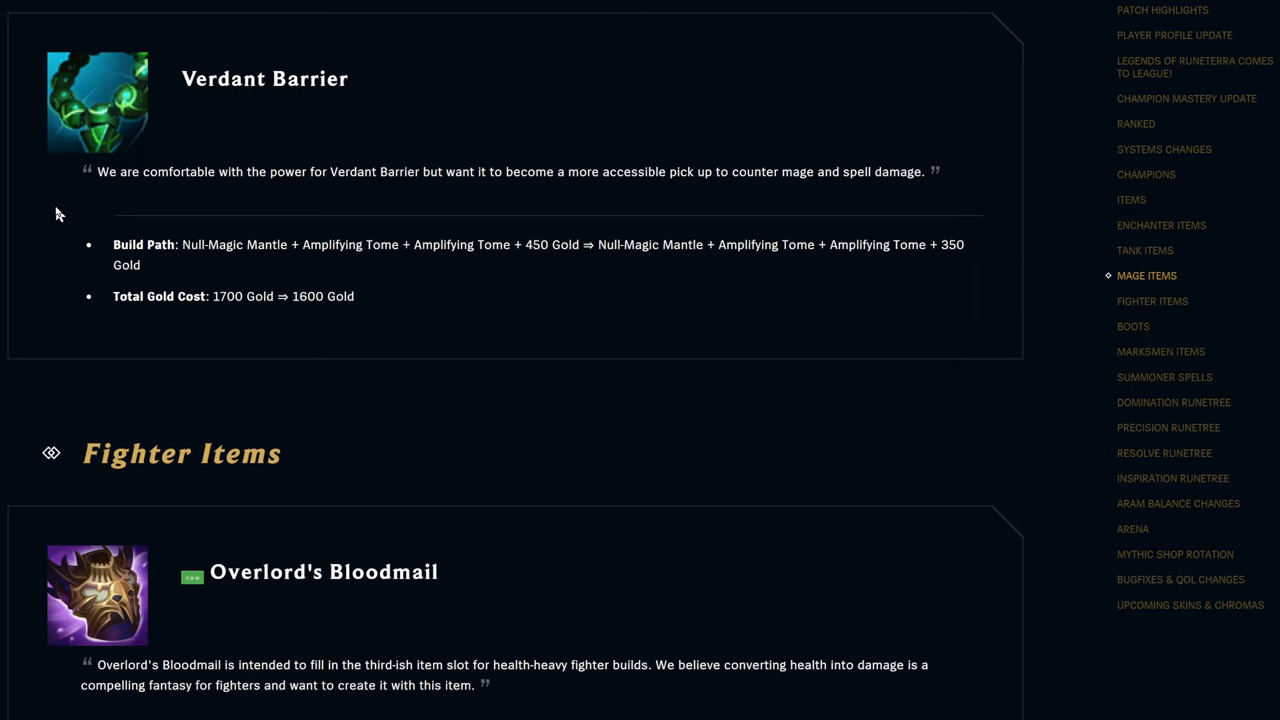 Verdant Barrier
“ We are comfortable with the power for Verdant Barrier but want it to become a more accessible pick up to counter mage and spell damage. ”
• Build Path: Null-Magic Mantle + Amplifying Tome + Amplifying Tome + 450 Gold ⇒ Null-Magic Mantle + Amplifying Tome + Amplifying Tome + 350
Gold
• Total Gold Cost: 1700 Gold ⇒ 1600 Gold
Fighter Items
new Overlord's Bloodmail
“ Overlord's Bloodmail is intended to fill in the third-ish item slot for health-heavy fighter builds. We believe converting health into damage is a
compelling fantasy for fighters and want to create it with this item. ”
PATCH HIGHLIGHTS
PLAYER PROFILE UPDATE
LEGENDS OF RUNETERRA COMES
TO LEAGUE!
CHAMPION MASTERY UPDATE
RANKED
SYSTEMS CHANGES
CHAMPIONS
ITEMS
ENCHANTER ITEMS
TANK ITEMS
MAGE ITEMS
FIGHTER ITEMS
BOOTS
MARKSMEN ITEMS
SUMMONER SPELLS
DOMINATION RUNETREE
PRECISION RUNETREE
RESOLVE RUNETREE
INSPIRATION RUNETREE
ARAM BALANCE CHANGES
ARENA
MYTHIC SHOP ROTATION
BUGFIXES & QOL CHANGES
UPCOMING SKINS & CHROMAS